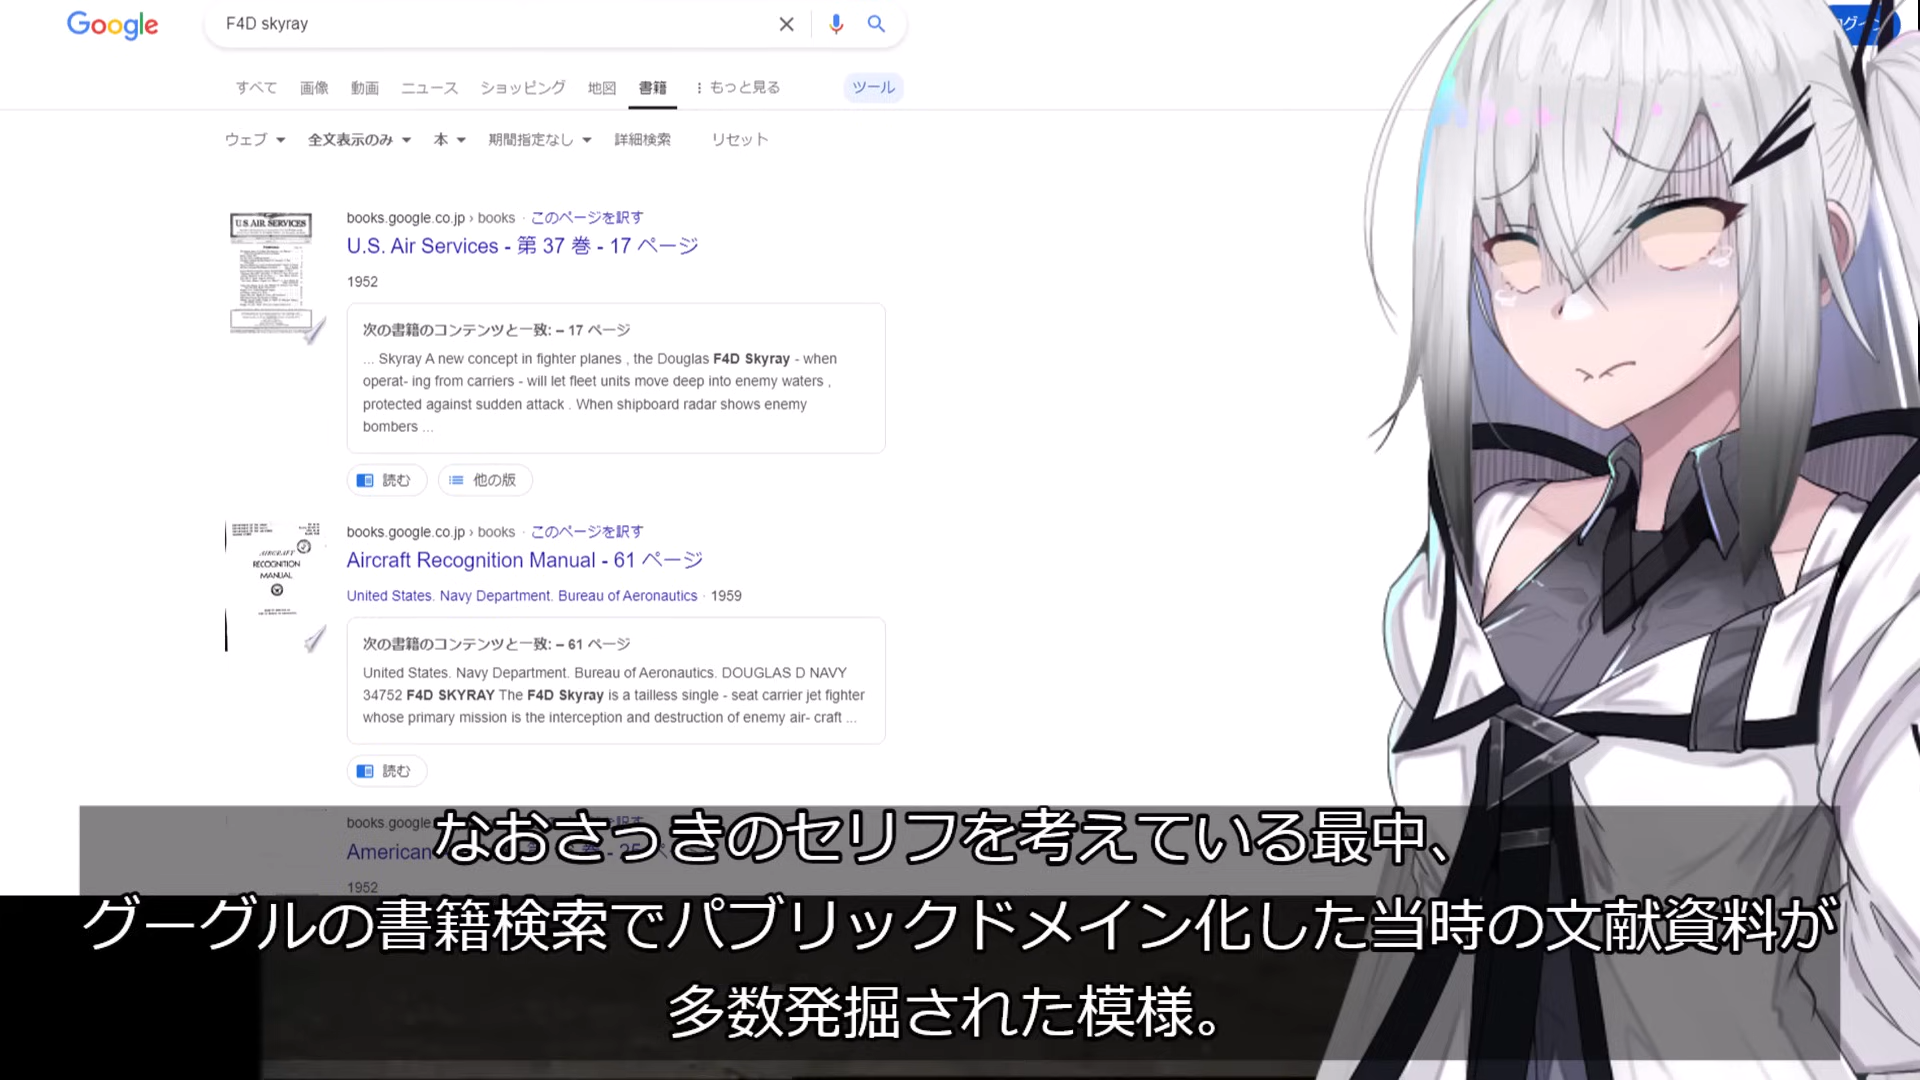 Google
F4D skyray
すべて 画像 動画 ニュース ショッピング 地図 書籍 もっと見る ツール
ウェブ 全文表示のみ 本 期間指定なし 詳細検索 リセット
U.S. AIR SERVICES
books.google.co.jp › books · このページを訳す
U.S. Air Services - 第 37 巻 - 17 ページ
1952
次の書籍のコンテンツと一致: – 17 ページ
... Skyray A new concept in fighter planes , the Douglas F4D Skyray - when
operat- ing from carriers - will let fleet units move deep into enemy waters ,
protected against sudden attack . When shipboard radar shows enemy
bombers ...
読む 他の版
AIRCRAFT
RECOGNITION
MANUAL
books.google.co.jp › books · このページを訳す
Aircraft Recognition Manual - 61 ページ
United States. Navy Department. Bureau of Aeronautics · 1959
次の書籍のコンテンツと一致: – 61 ページ
United States. Navy Department. Bureau of Aeronautics. DOUGLAS D NAVY
34752 F4D SKYRAY The F4D Skyray is a tailless single - seat carrier jet fighter
whose primary mission is the interception and destruction of enemy air- craft ...
読む
books.google
American
1952
なおさっきのセリフを考えている最中、
グーグルの書籍検索でパブリックドメイン化した当時の文献資料が
多数発掘された模様。